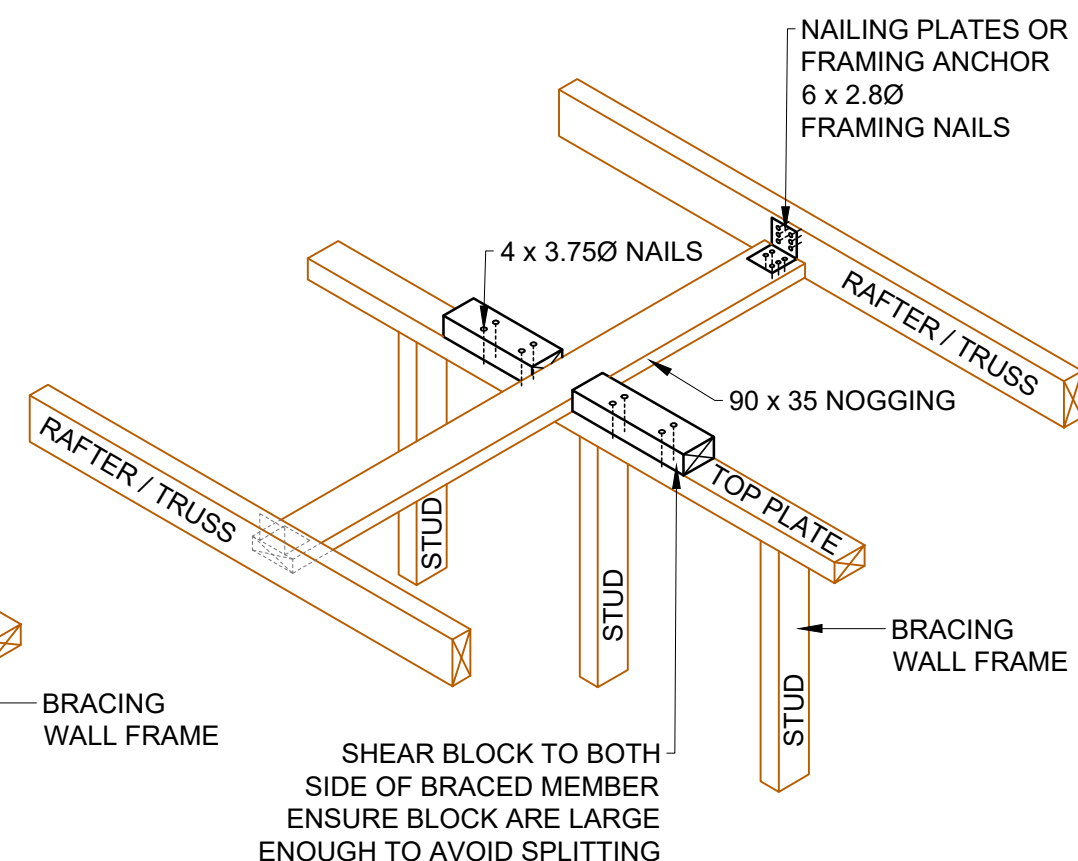 NAILING PLATES OR
FRAMING ANCHOR
6 x 2.8Ø
FRAMING NAILS
4 x 3.75Ø NAILS
RAFTER / TRUSS
90 x 35 NOGGING
RAFTER / TRUSS
TOP PLATE
STUD
STUD
STUD
BRACING
WALL FRAME
BRACING
WALL FRAME
SHEAR BLOCK TO BOTH
SIDE OF BRACED MEMBER
ENSURE BLOCK ARE LARGE
ENOUGH TO AVOID SPLITTING